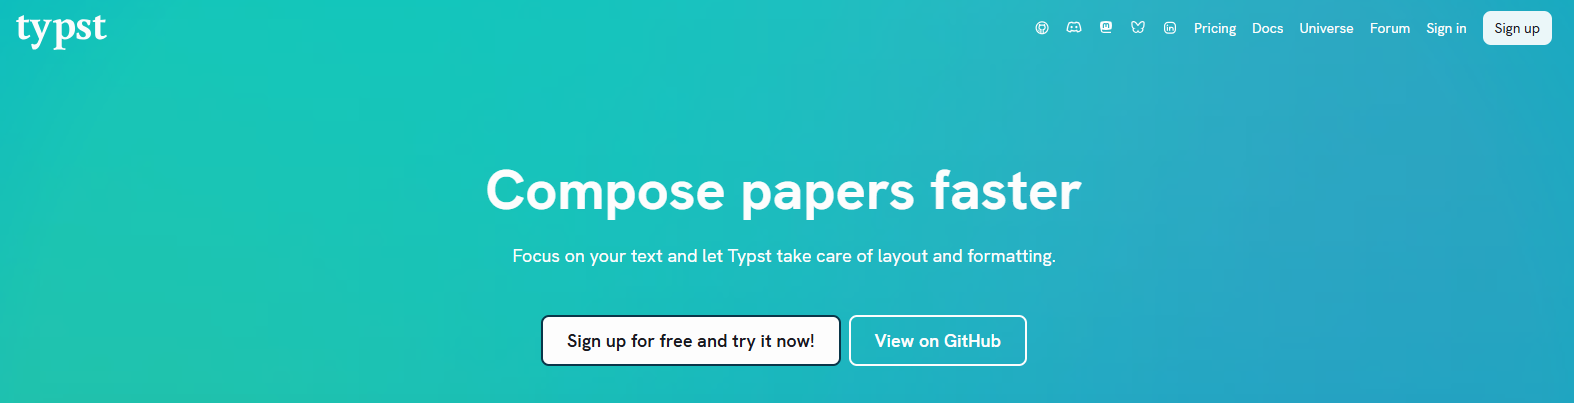 typst
Pricing Docs Universe Forum Sign in Sign up
Compose papers faster
Focus on your text and let Typst take care of layout and formatting.
Sign up for free and try it now! View on GitHub